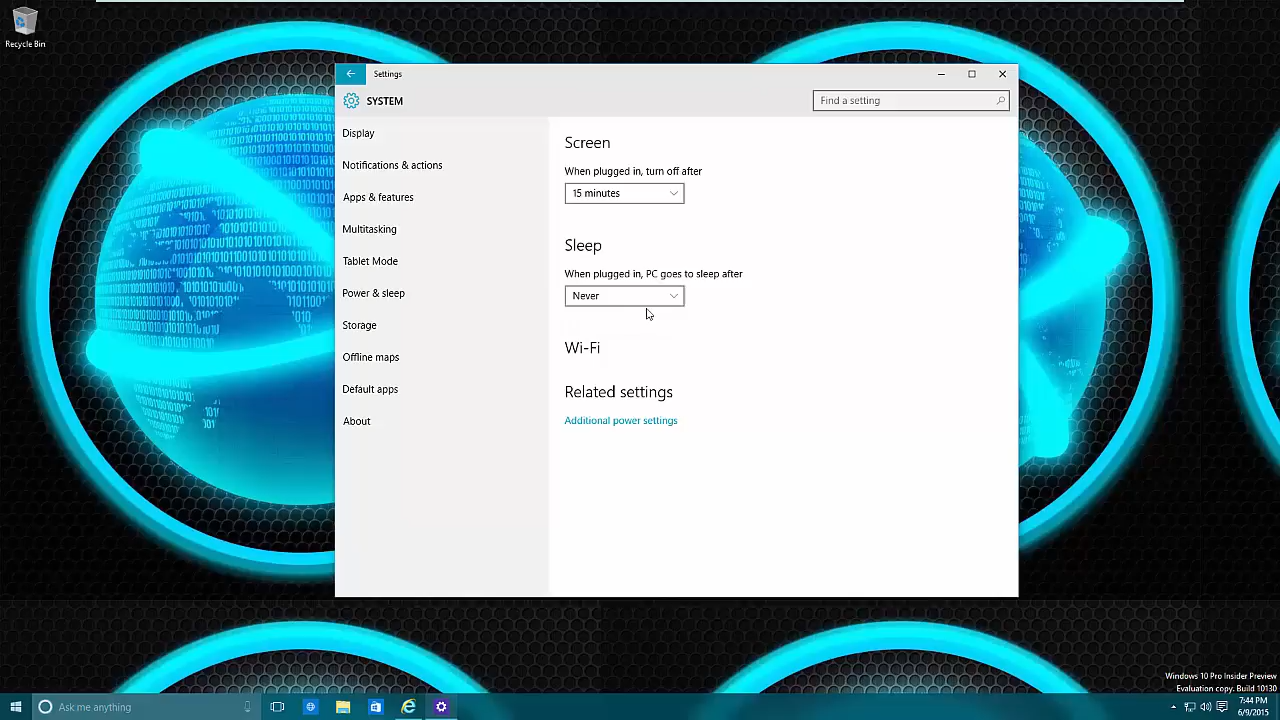 Recycle Bin
Settings
SYSTEM
Find a setting
Display
Notifications & actions
Apps & features
Multitasking
Tablet Mode
Power & sleep
Storage
Offline maps
Default apps
About
Screen
When plugged in, turn off after
15 minutes
Sleep
When plugged in, PC goes to sleep after
Never
Wi-Fi
Related settings
Additional power settings
Windows 10 Pro Insider Preview
Evaluation copy. Build 10130
Ask me anything
7:44 PM
6/9/2015